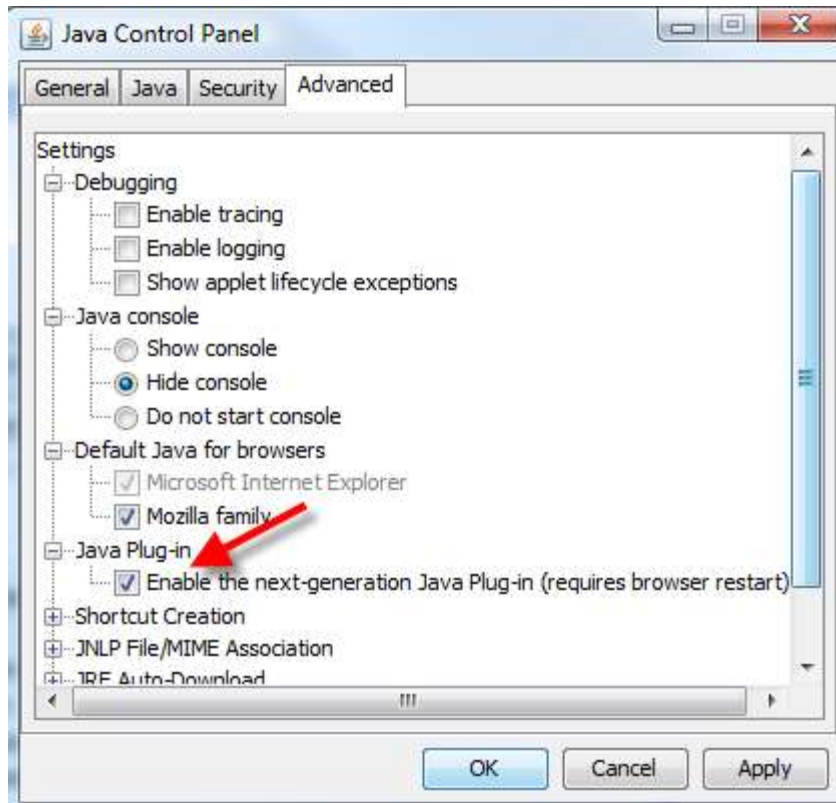 Java Control Panel
General Java Security Advanced
Settings
Debugging
Enable tracing
Enable logging
Show applet lifecycle exceptions
Java console
Show console
Hide console
Do not start console
Default Java for browsers
Microsoft Internet Explorer
Mozilla family
Java Plug-in
Enable the next-generation Java Plug-in (requires browser restart)
Shortcut Creation
JNLP File/MIME Association
JRE Auto-Download
OK Cancel Apply